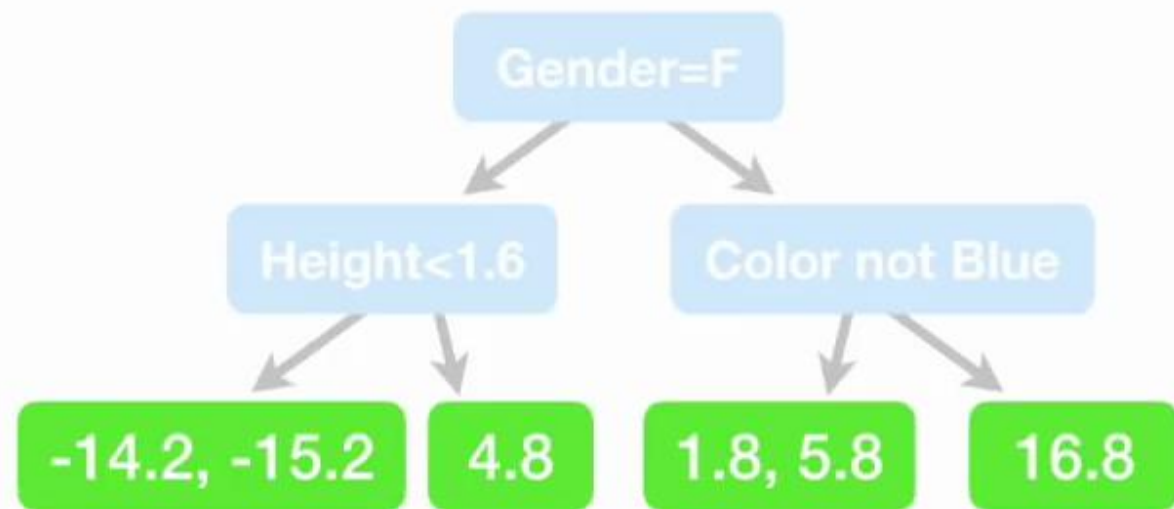 Gender=F
Height<1.6
Color not Blue
-14.2, -15.2
4.8
1.8, 5.8
16.8